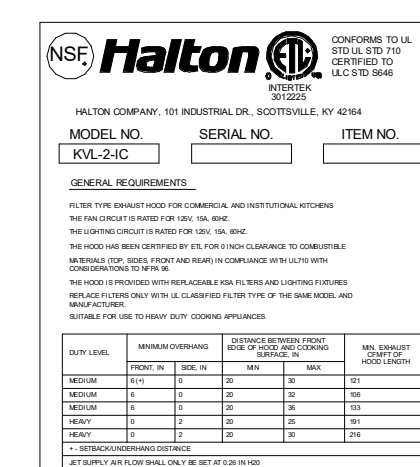 NSF
Halton
ETL
LISTED
INTERTEK
3012225
CONFORMS TO UL
STD UL STD 710
CERTIFIED TO
ULC STD S646
HALTON COMPANY, 101 INDUSTRIAL DR., SCOTTSVILLE, KY 42164
MODEL NO. SERIAL NO. ITEM NO.
KVL-2-IC
GENERAL REQUIREMENTS
FILTER TYPE EXHAUST HOOD FOR COMMERCIAL AND INSTITUTIONAL KITCHENS
THE FAN CIRCUIT IS RATED FOR 125V, 15A, 60HZ.
THE LIGHTING CIRCUIT IS RATED FOR 125V, 15A, 60HZ.
THE HOOD HAS BEEN CERTIFIED BY ETL FOR 0 INCH CLEARANCE TO COMBUSTIBLE
MATERIALS (TOP, SIDES, FRONT AND REAR) IN COMPLIANCE WITH UL710 WITH
CONSIDERATIONS TO NFPA 96.
THE HOOD IS PROVIDED WITH REPLACEABLE KSA FILTERS AND LIGHTING FIXTURES
REPLACE FILTERS ONLY WITH UL CLASSIFIED FILTER TYPE OF THE SAME MODEL AND
MANUFACTURER.
SUITABLE FOR USE TO HEAVY DUTY COOKING APPLIANCES.
DUTY LEVEL MINIMUM OVERHANG DISTANCE BETWEEN FRONT EDGE OF HOOD AND COOKING SURFACE, IN MIN. EXHAUST CFM/FT OF HOOD LENGTH
FRONT, IN SIDE, IN MIN MAX
MEDIUM 6 (+) 0 20 30 121
MEDIUM 6 0 20 32 106
MEDIUM 6 0 20 36 133
HEAVY 0 2 20 25 191
HEAVY 0 2 20 30 216
+ - SETBACK/UNDERHANG DISTANCE
JET SUPPLY AIR FLOW SHALL ONLY BE SET AT 0.26 IN H20